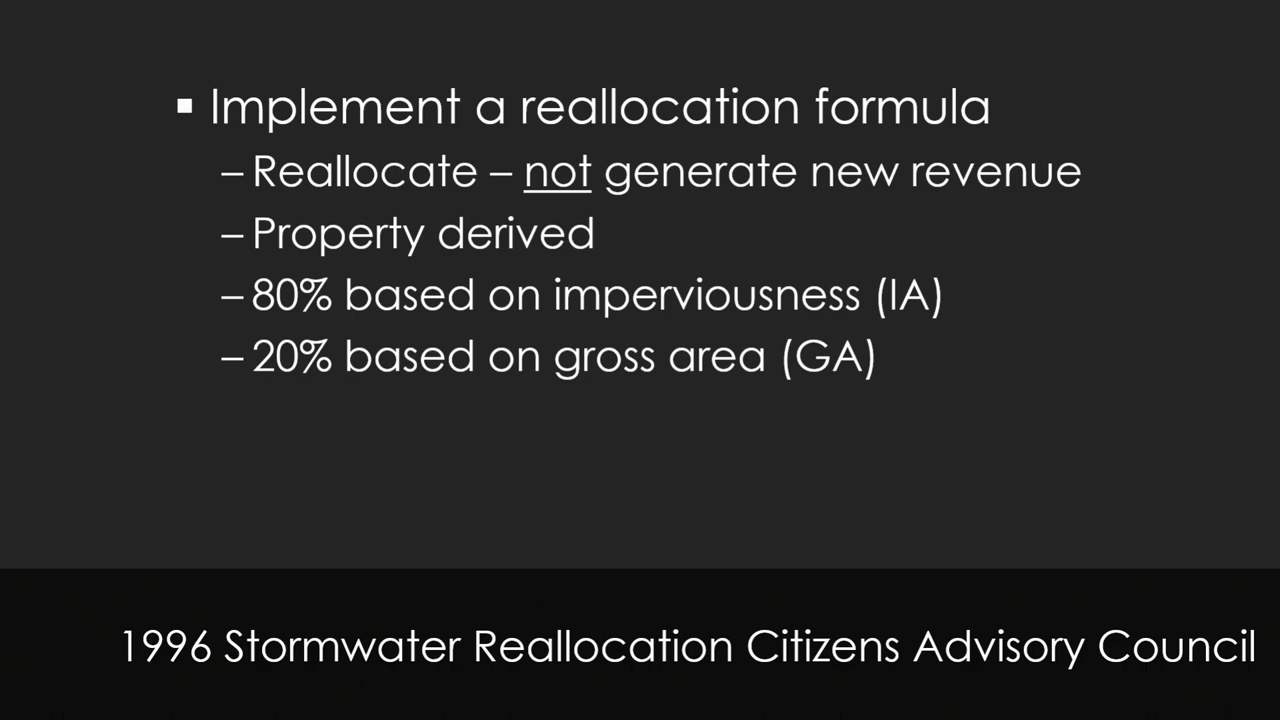 ▪ Implement a reallocation formula
– Reallocate – not generate new revenue
– Property derived
– 80% based on imperviousness (IA)
– 20% based on gross area (GA)
1996 Stormwater Reallocation Citizens Advisory Council